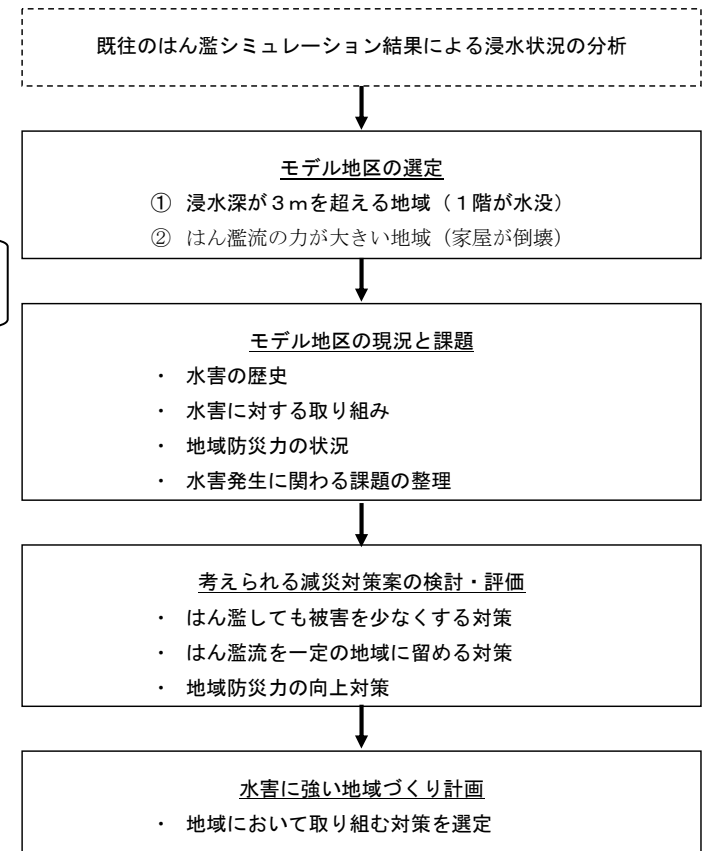 既往のはん濫シミュレーション結果による浸水状況の分析
モデル地区の選定
① 浸水深が３ｍを超える地域（１階が水没）
② はん濫流の力が大きい地域（家屋が倒壊）
モデル地区の現況と課題
・ 水害の歴史
・ 水害に対する取り組み
・ 地域防災力の状況
・ 水害発生に関わる課題の整理
考えられる減災対策案の検討・評価
・ はん濫しても被害を少なくする対策
・ はん濫流を一定の地域に留める対策
・ 地域防災力の向上対策
水害に強い地域づくり計画
・ 地域において取り組む対策を選定